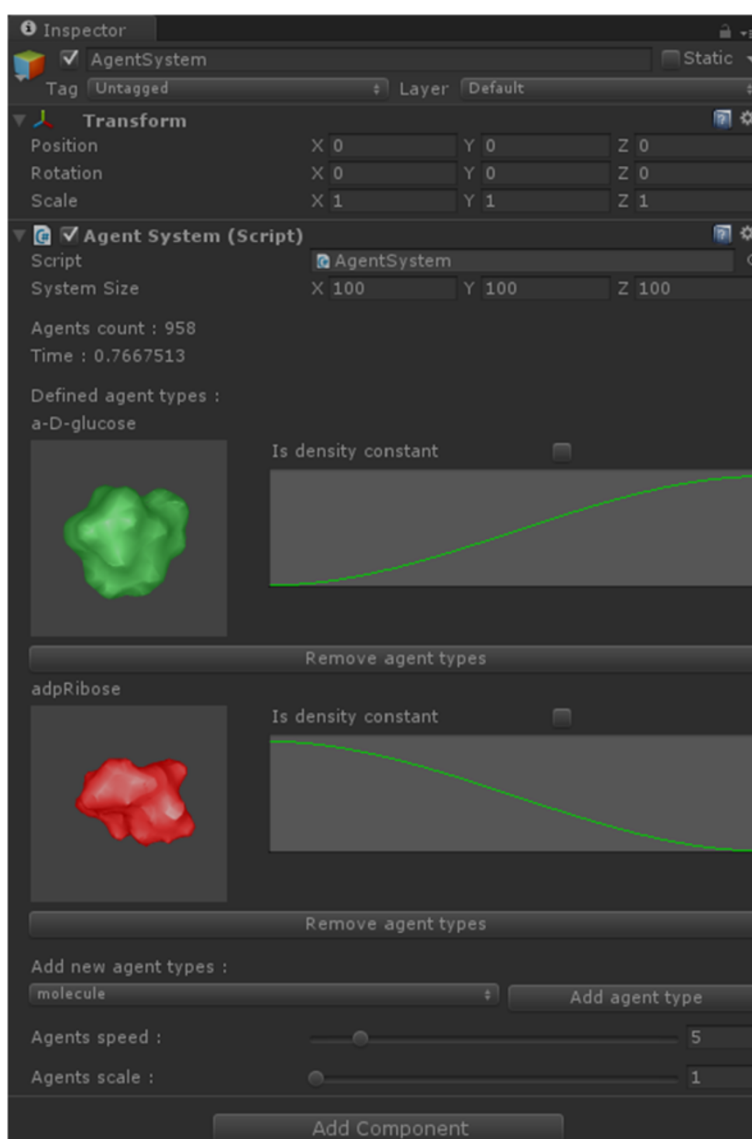 Inspector
AgentSystem Static
Tag Untagged Layer Default
Transform
Position X 0 Y 0 Z 0
Rotation X 0 Y 0 Z 0
Scale X 1 Y 1 Z 1
Agent System (Script)
Script AgentSystem
System Size X 100 Y 100 Z 100
Agents count : 958
Time : 0.7667513
Defined agent types :
a-D-glucose
Is density constant
Remove agent types
adpRibose
Is density constant
Remove agent types
Add new agent types :
molecule Add agent type
Agents speed : 5
Agents scale : 1
Add Component